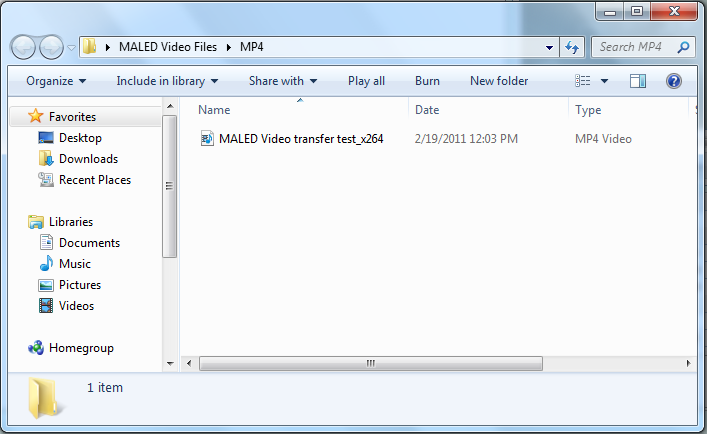 MALED Video Files MP4 Search MP4
Organize Include in library Share with Play all Burn New folder
Favorites
Desktop
Downloads
Recent Places
Libraries
Documents
Music
Pictures
Videos
Homegroup
Name Date Type S
MALED Video transfer test_x264 2/19/2011 12:03 PM MP4 Video
1 item